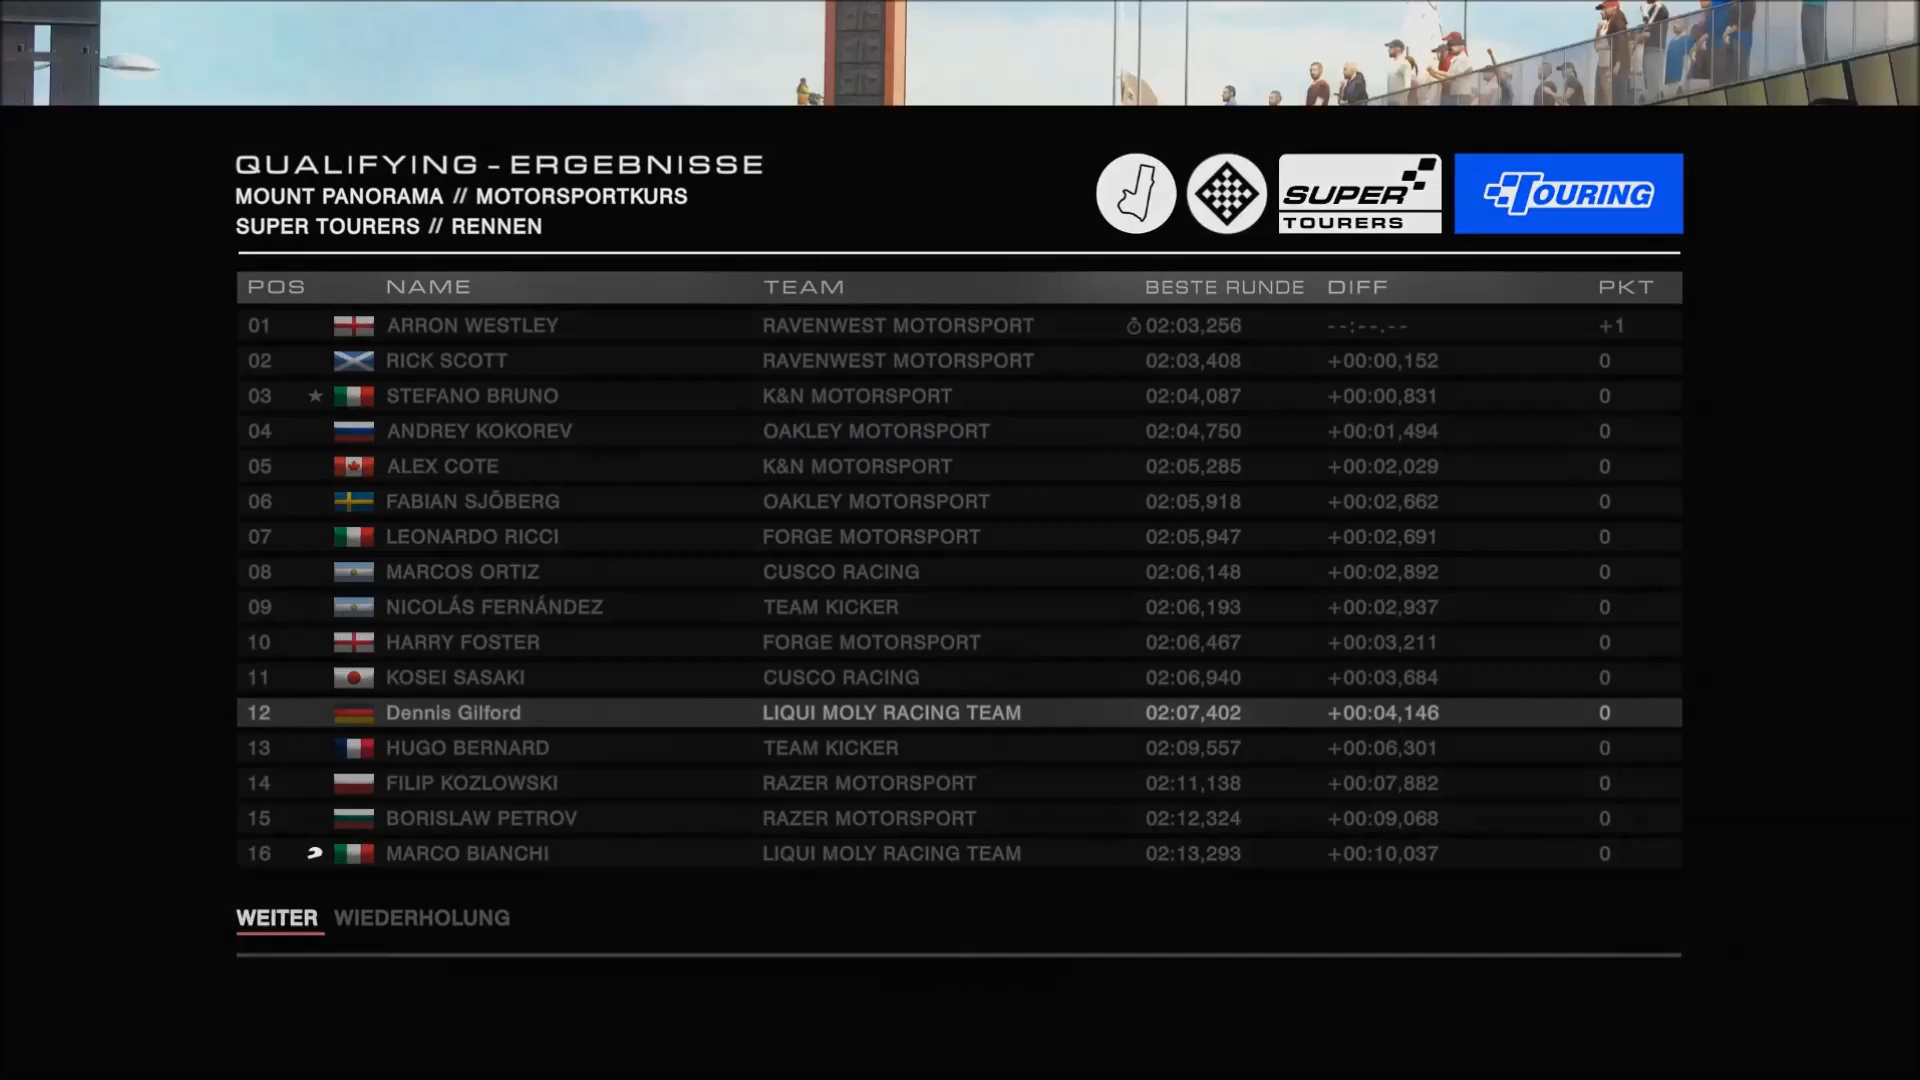 QUALIFYING - ERGEBNISSE
MOUNT PANORAMA // MOTORSPORTKURS
SUPER TOURERS // RENNEN
SUPER
TOURERS
TOURING
POS NAME TEAM BESTE RUNDE DIFF PKT
01 ARRON WESTLEY RAVENWEST MOTORSPORT 02:03,256 --:--.-- +1
02 RICK SCOTT RAVENWEST MOTORSPORT 02:03,408 +00:00,152 0
03 STEFANO BRUNO K&N MOTORSPORT 02:04,087 +00:00,831 0
04 ANDREY KOKOREV OAKLEY MOTORSPORT 02:04,750 +00:01,494 0
05 ALEX COTE K&N MOTORSPORT 02:05,285 +00:02,029 0
06 FABIAN SJÖBERG OAKLEY MOTORSPORT 02:05,918 +00:02,662 0
07 LEONARDO RICCI FORGE MOTORSPORT 02:05,947 +00:02,691 0
08 MARCOS ORTIZ CUSCO RACING 02:06,148 +00:02,892 0
09 NICOLÁS FERNÁNDEZ TEAM KICKER 02:06,193 +00:02,937 0
10 HARRY FOSTER FORGE MOTORSPORT 02:06,467 +00:03,211 0
11 KOSEI SASAKI CUSCO RACING 02:06,940 +00:03,684 0
12 Dennis Gilford LIQUI MOLY RACING TEAM 02:07,402 +00:04,146 0
13 HUGO BERNARD TEAM KICKER 02:09,557 +00:06,301 0
14 FILIP KOZLOWSKI RAZER MOTORSPORT 02:11,138 +00:07,882 0
15 BORISLAW PETROV RAZER MOTORSPORT 02:12,324 +00:09,068 0
16 MARCO BIANCHI LIQUI MOLY RACING TEAM 02:13,293 +00:10,037 0
WEITER WIEDERHOLUNG